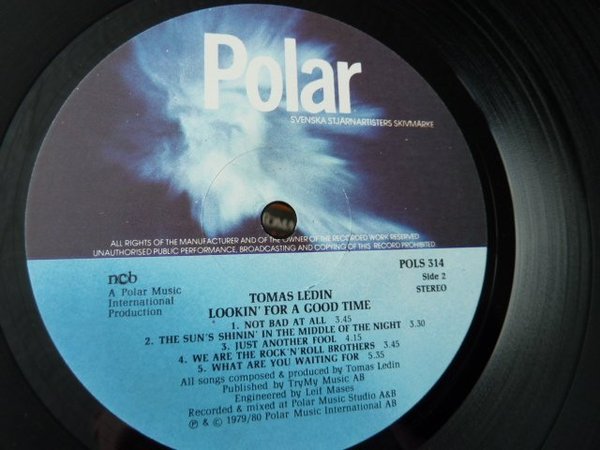 Polar
SVENSKA STJÄRNARTISTERS SKIVMÄRKE
ALL RIGHTS OF THE MANUFACTURER AND OF THE OWNER OF THE RECORDED WORK RESERVED
UNAUTHORISED PUBLIC PERFORMANCE, BROADCASTING AND COPYING OF THIS RECORD PROHIBITED
ncb
A Polar Music
International
Production
POLS 314
Side 2
STEREO
TOMAS LEDIN
LOOKIN' FOR A GOOD TIME
1. NOT BAD AT ALL 3.45
2. THE SUN'S SHININ' IN THE MIDDLE OF THE NIGHT 3.30
3. JUST ANOTHER FOOL 4.15
4. WE ARE THE ROCK'N'ROLL BROTHERS 3.45
5. WHAT ARE YOU WAITING FOR 5.35
All songs composed & produced by Tomas Ledin
Published by TryMy Music AB
Engineered by Leif Mases
Recorded & mixed at Polar Music Studio A&B
℗ & © 1979/80 Polar Music International AB